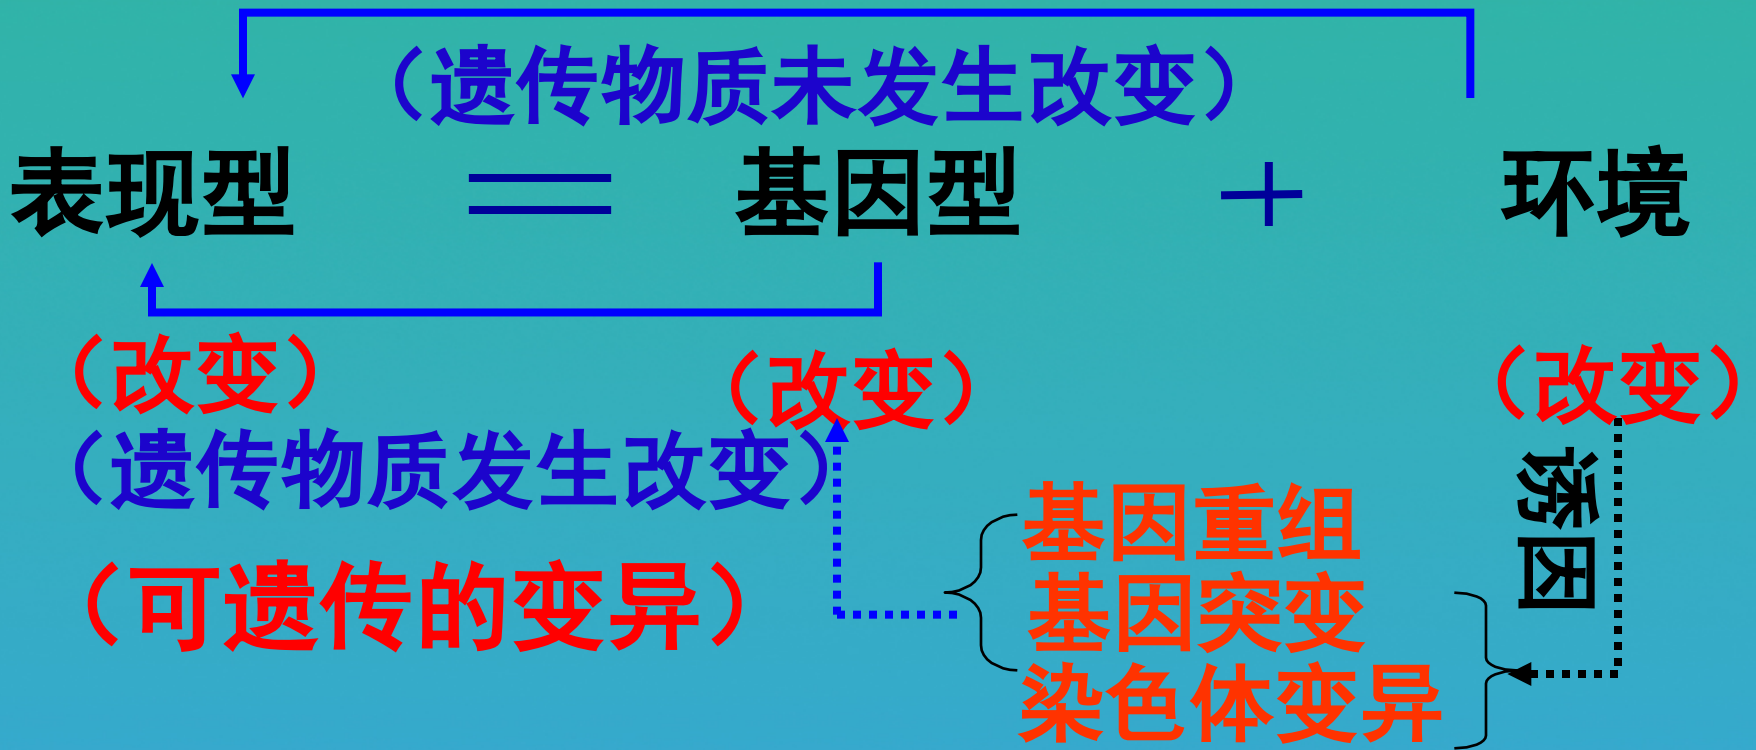 （遗传物质未发生改变）
表现型 = 基因型 + 环境
（改变） （改变） （改变）
（遗传物质发生改变）
诱因
基因重组
（可遗传的变异）
基因突变
染色体变异